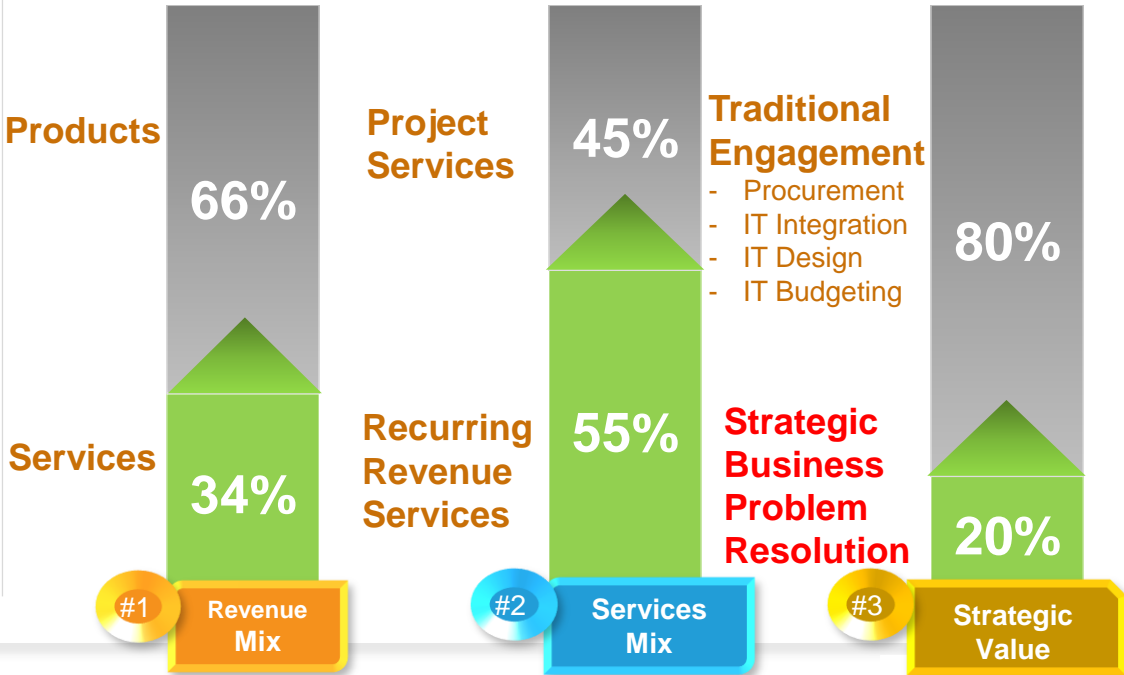 Products
66%
Services
34%
#1
Revenue
Mix
Project
Services
45%
Recurring
Revenue
Services
55%
#2
Services
Mix
Traditional
Engagement
- Procurement
- IT Integration
- IT Design
- IT Budgeting
80%
Strategic
Business
Problem
Resolution
20%
#3
Strategic
Value